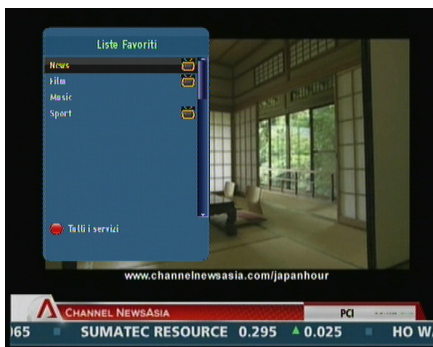 Liste Favoriti
News
Film
Music
Sport
Tutti i servizi
www.channelnewsasia.com/japanhour
CHANNEL NEWSASIA
PCI
065 SUMATEC RESOURCE 0.295 ▲ 0.025 HO W